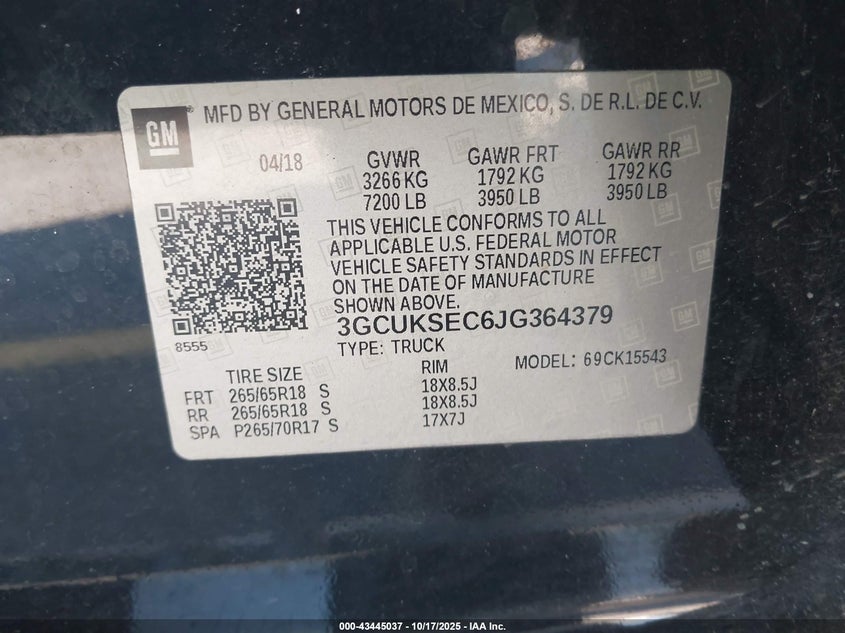 GM
MFD BY GENERAL MOTORS DE MEXICO, S. DE R.L. DE C.V.
04/18
GVWR GAWR FRT GAWR RR
3266 KG 1792 KG 1792 KG
7200 LB 3950 LB 3950 LB
THIS VEHICLE CONFORMS TO ALL
APPLICABLE U.S. FEDERAL MOTOR
VEHICLE SAFETY STANDARDS IN EFFECT
ON THE DATE OF MANUFACTURE
SHOWN ABOVE.
3GCUKSEC6JG364379
8555
TYPE: TRUCK
MODEL: 69CK15543
TIRE SIZE RIM
FRT 265/65R18 S 18X8.5J
RR 265/65R18 S 18X8.5J
SPA P265/70R17 S 17X7J
000-43445037 - 10/17/2025 - IAA Inc.